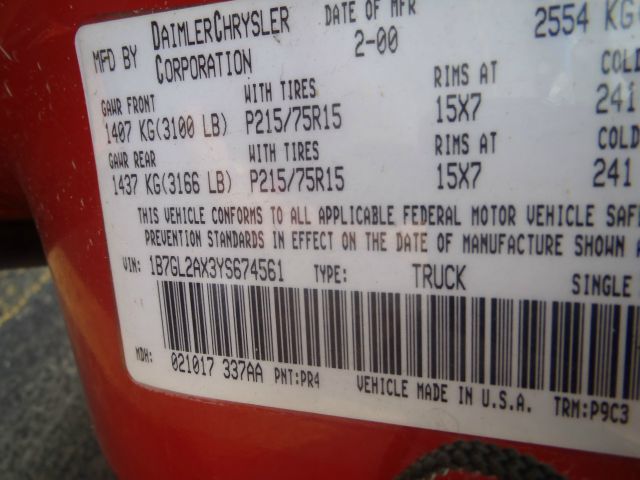 MFD BY DAIMLERCHRYSLER CORPORATION DATE OF MFR 2-00 2554 KG
GAWR FRONT WITH TIRES RIMS AT COLD
1407 KG(3100 LB) P215/75R15 15X7 241
GAWR REAR WITH TIRES RIMS AT COLD
1437 KG(3166 LB) P215/75R15 15X7 241
THIS VEHICLE CONFORMS TO ALL APPLICABLE FEDERAL MOTOR VEHICLE SAF
PREVENTION STANDARDS IN EFFECT ON THE DATE OF MANUFACTURE SHOWN A
VIN: 1B7GL2AX3YS674561 TYPE: TRUCK SINGLE
MDH: 021017 337AA PNT:PR4 VEHICLE MADE IN U.S.A. TRM:P9C3